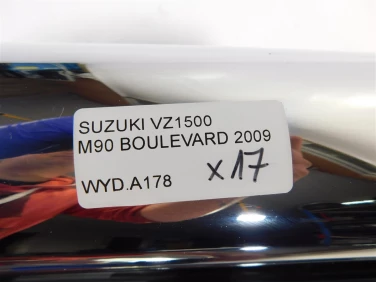 SUZUKI VZ1500
M90 BOULEVARD 2009
WYD.A178 X17